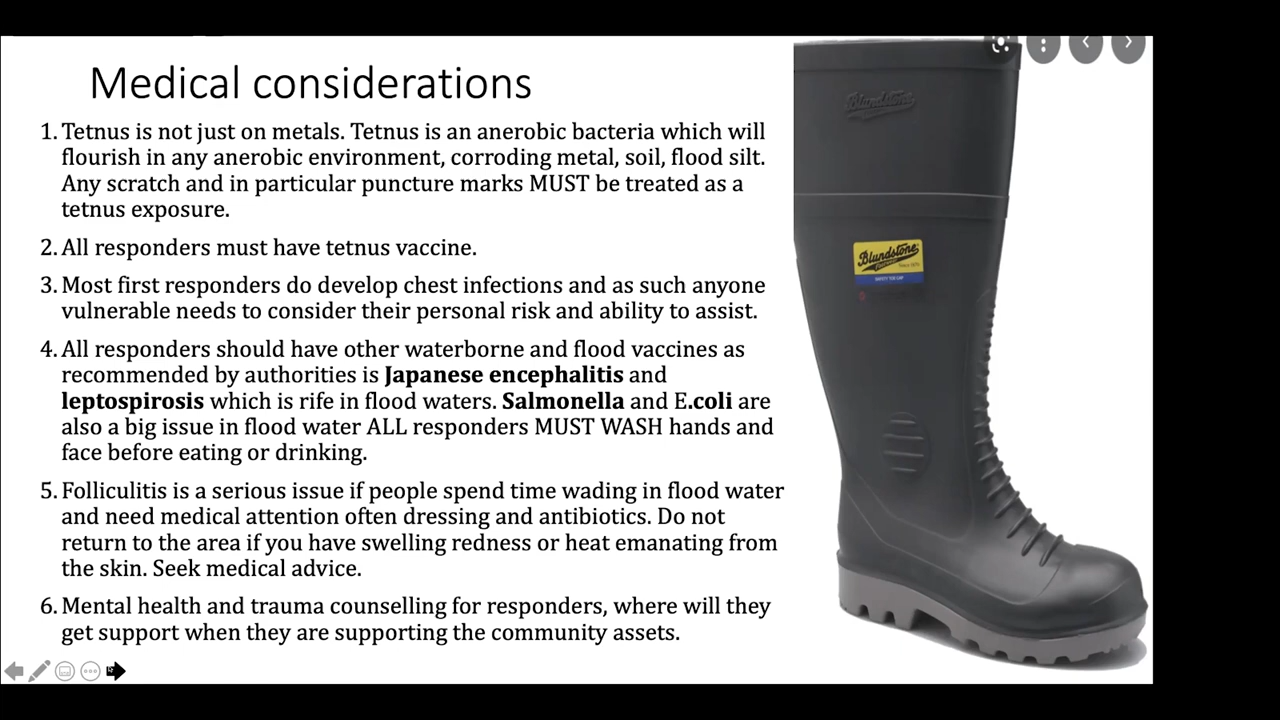 Medical considerations
1. Tetnus is not just on metals. Tetnus is an anerobic bacteria which will
flourish in any anerobic environment, corroding metal, soil, flood silt.
Any scratch and in particular puncture marks MUST be treated as a
tetnus exposure.
2. All responders must have tetnus vaccine.
3. Most first responders do develop chest infections and as such anyone
vulnerable needs to consider their personal risk and ability to assist.
4. All responders should have other waterborne and flood vaccines as
recommended by authorities is Japanese encephalitis and
leptospirosis which is rife in flood waters. Salmonella and E.coli are
also a big issue in flood water ALL responders MUST WASH hands and
face before eating or drinking.
5. Folliculitis is a serious issue if people spend time wading in flood water
and need medical attention often dressing and antibiotics. Do not
return to the area if you have swelling redness or heat emanating from
the skin. Seek medical advice.
6. Mental health and trauma counselling for responders, where will they
get support when they are supporting the community assets.
Blundstone
Blundstone